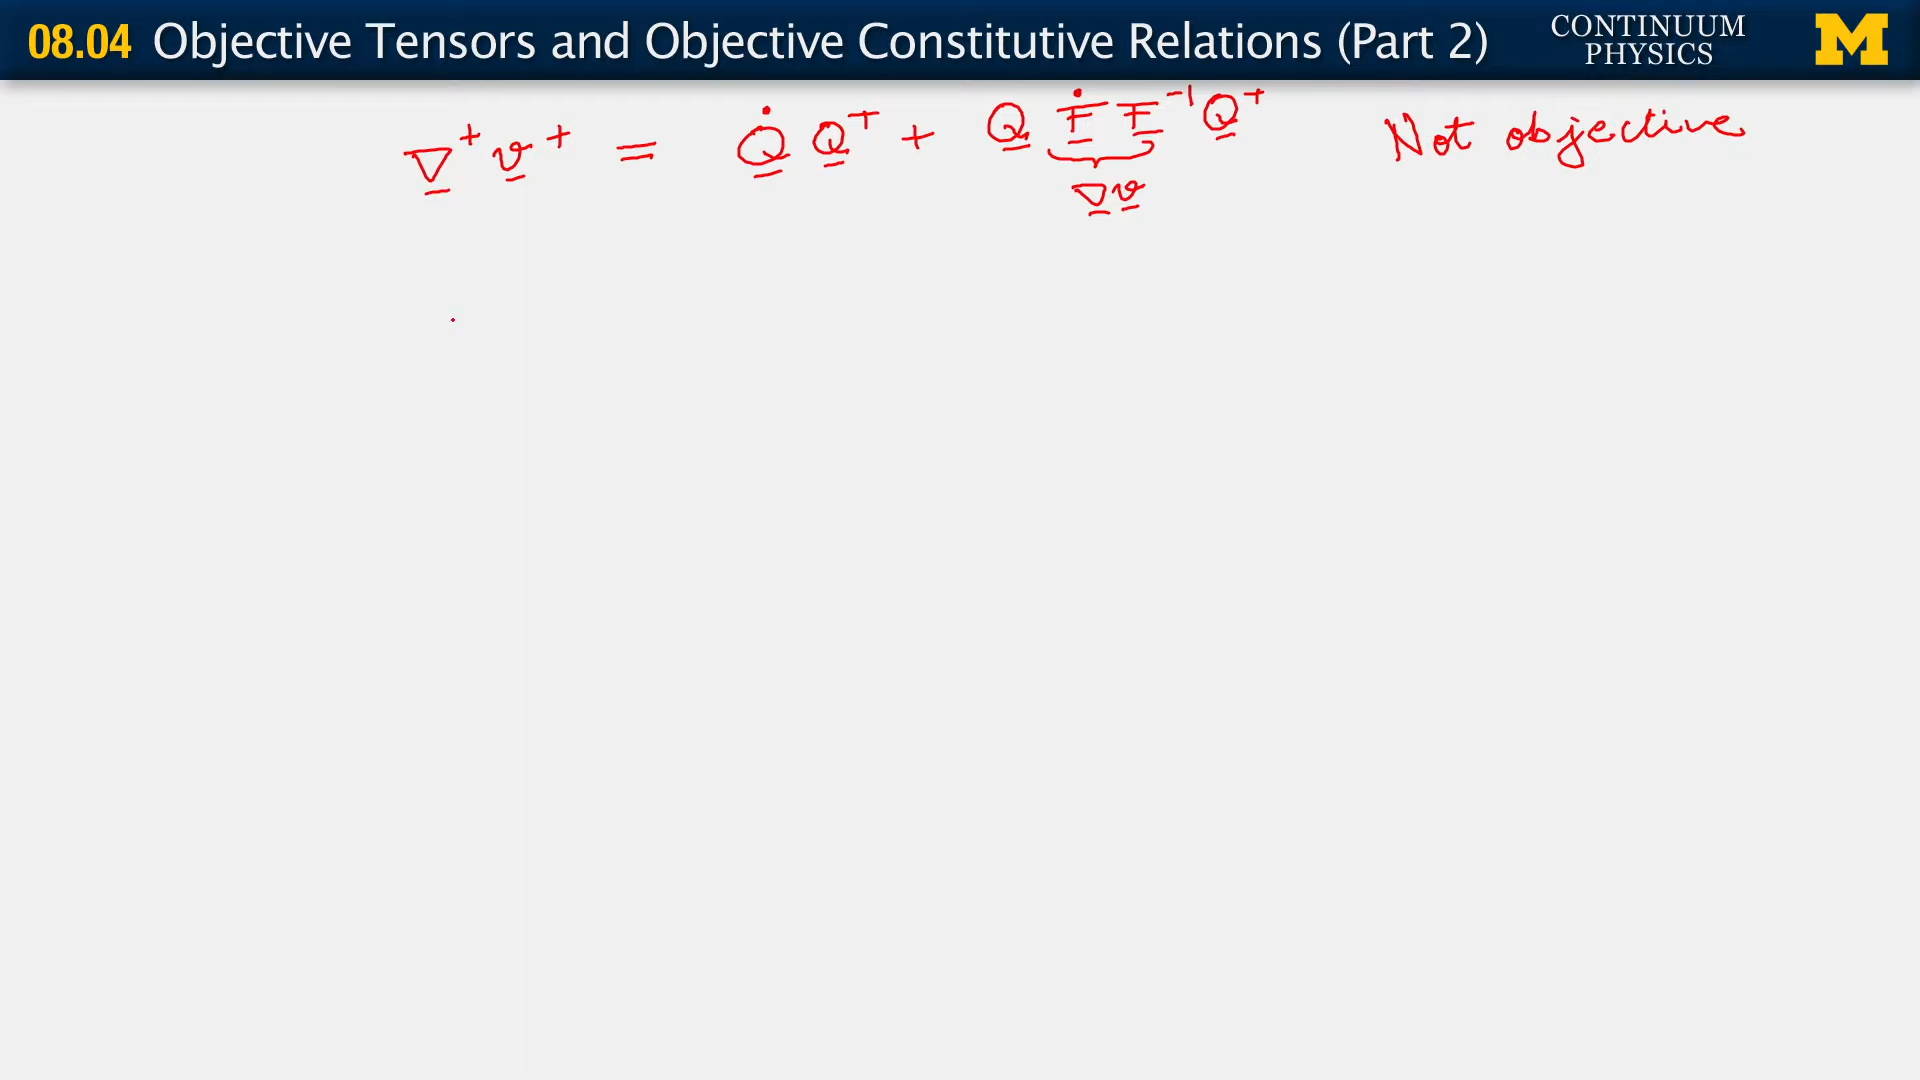 08.04 Objective Tensors and Objective Constitutive Relations (Part 2)
CONTINUUM
PHYSICS
M
∇⁺v⁺ = Q̇ Qᵀ + Q Ḟ F⁻¹ Qᵀ Not objective
∇v